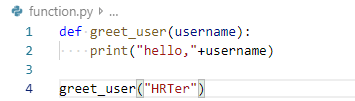 function.py > ...
1 def greet_user(username):
2     print("hello,"+username)
3
4 greet_user("HRTer")